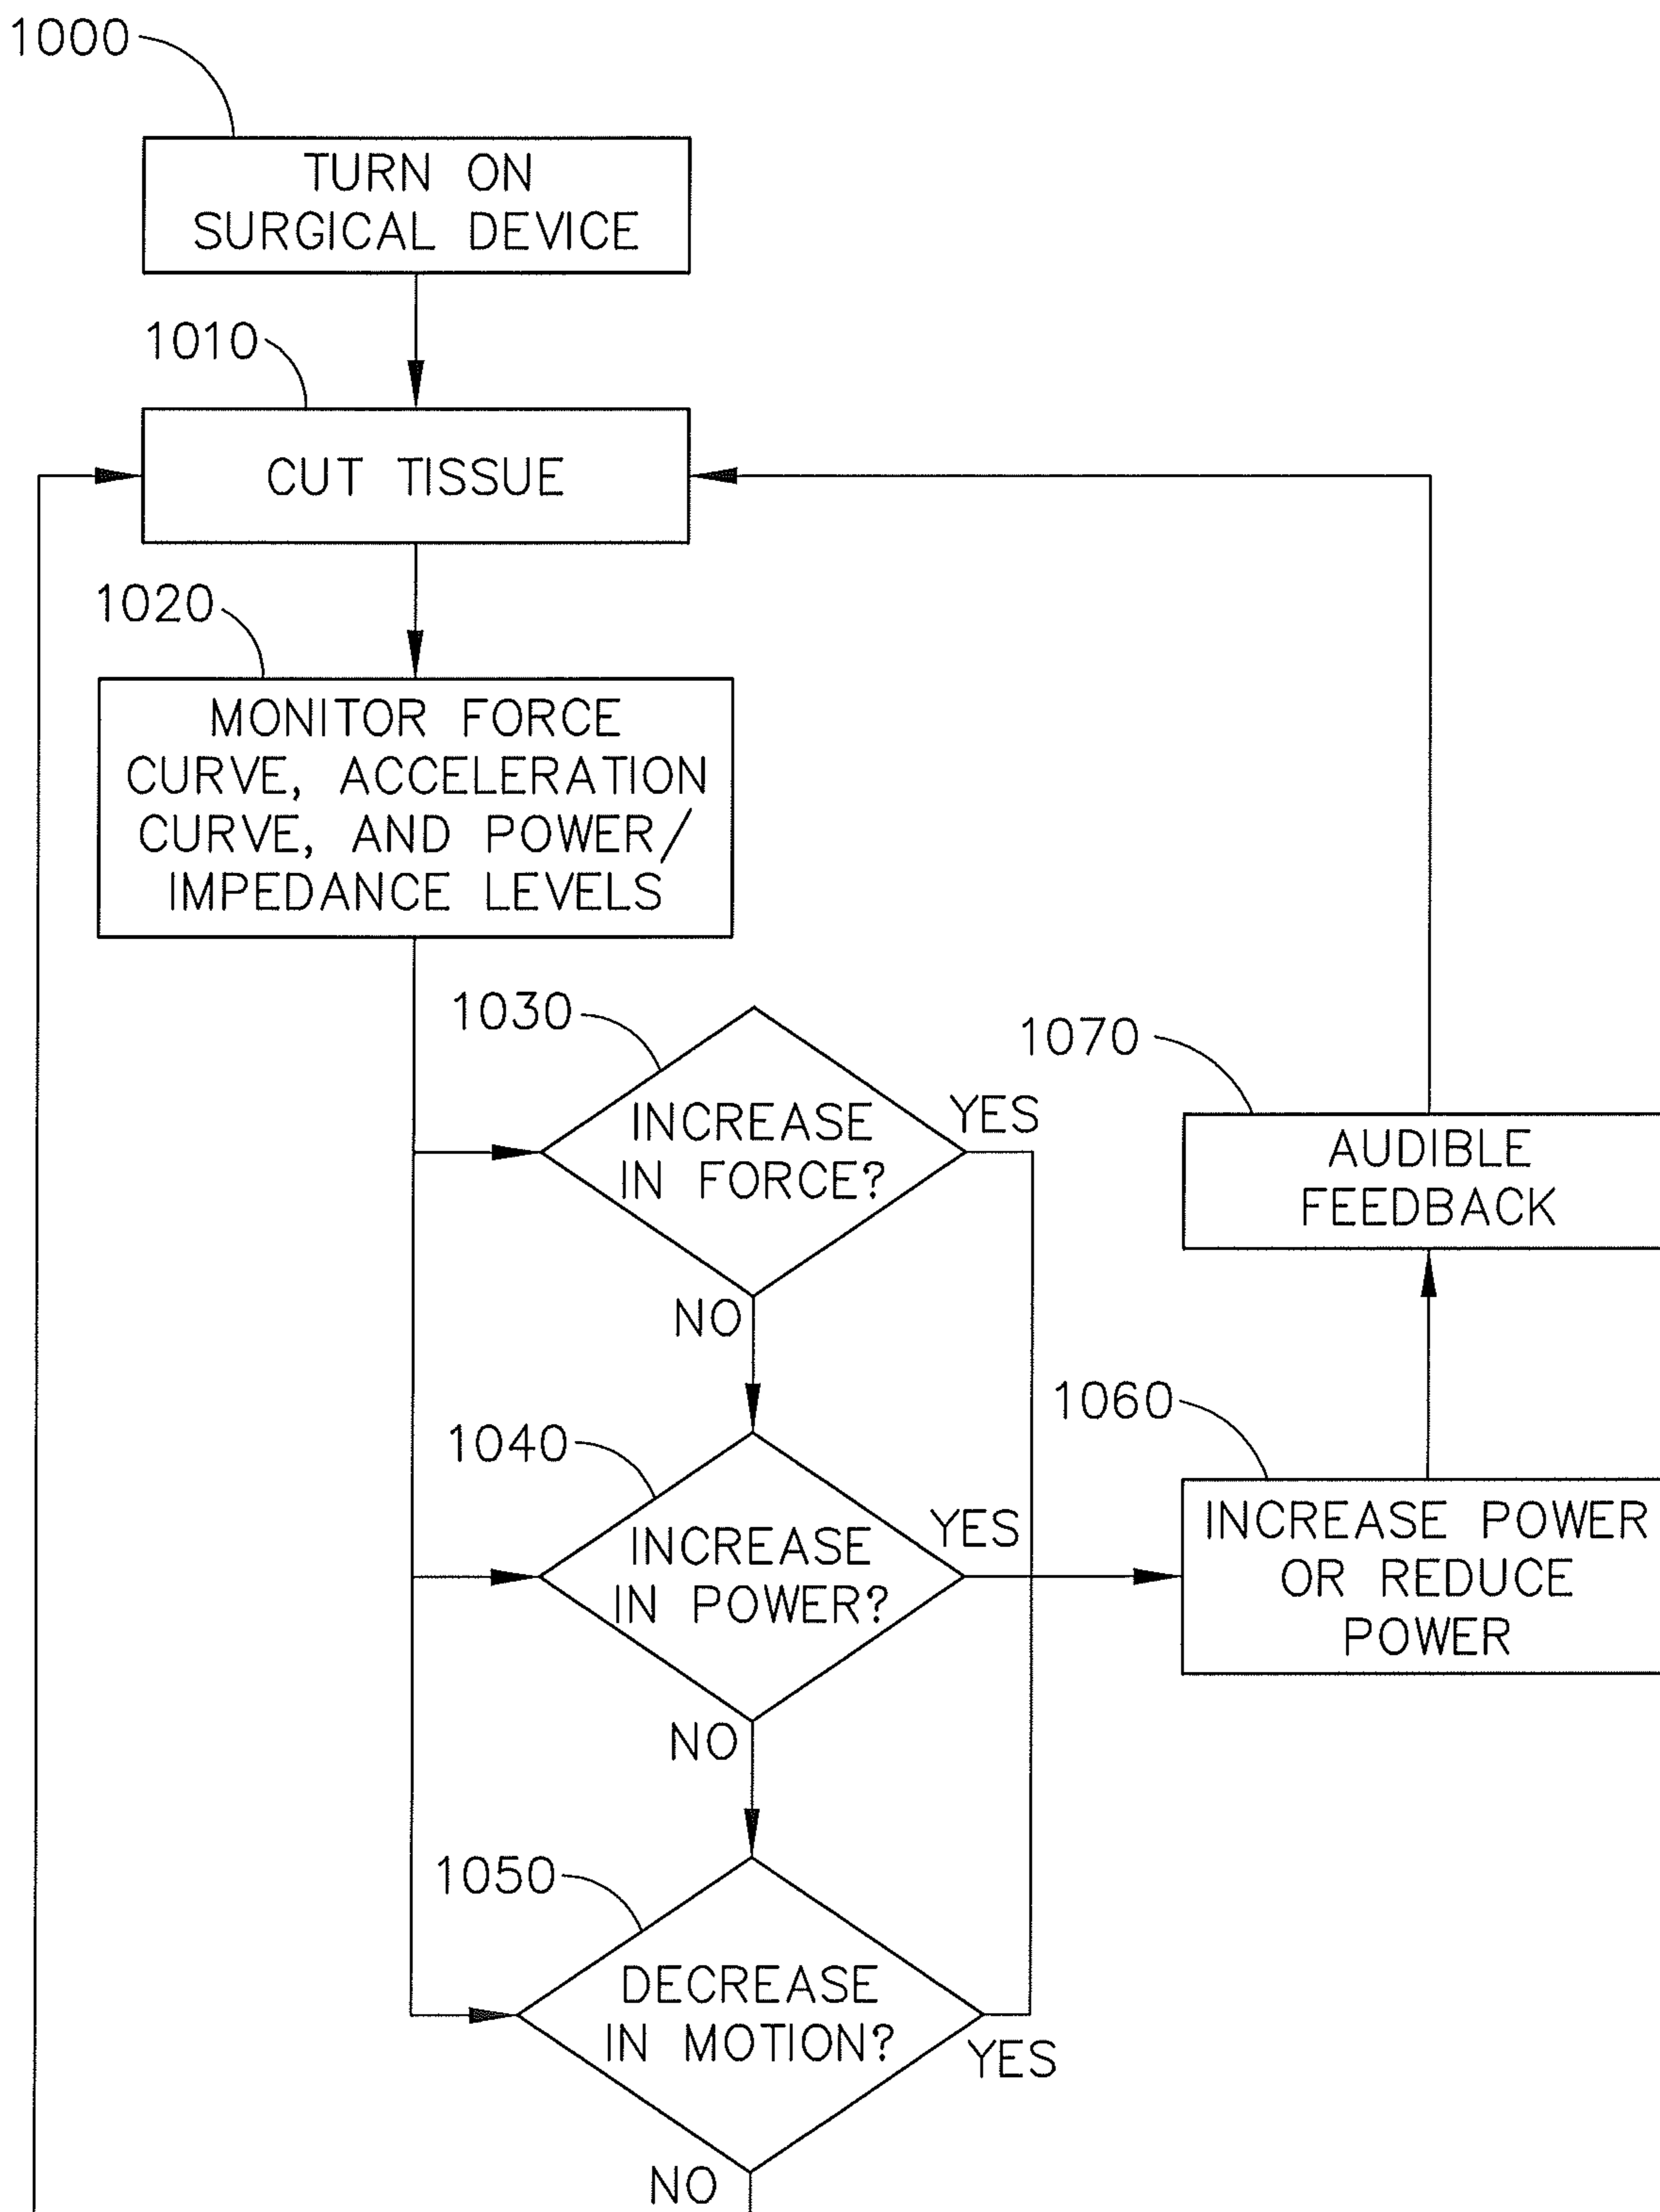 1000
TURN ON
SURGICAL DEVICE
1010
CUT TISSUE
1020
MONITOR FORCE
CURVE, ACCELERATION
CURVE, AND POWER/
IMPEDANCE LEVELS
1030
INCREASE
IN FORCE?
YES
NO
1070
AUDIBLE
FEEDBACK
1040
INCREASE
IN POWER?
YES
NO
1060
INCREASE POWER
OR REDUCE
POWER
1050
DECREASE
IN MOTION?
YES
NO